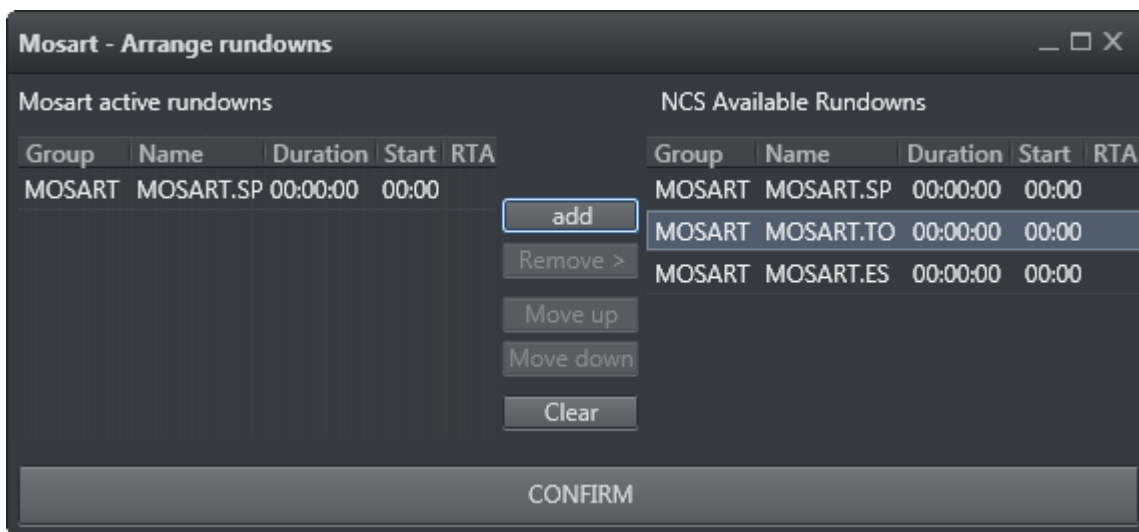 Mosart - Arrange rundowns
Mosart active rundowns
Group Name Duration Start RTA
MOSART MOSART.SP 00:00:00 00:00
add
Remove >
Move up
Move down
Clear
NCS Available Rundowns
Group Name Duration Start RTA
MOSART MOSART.SP 00:00:00 00:00
MOSART MOSART.TO 00:00:00 00:00
MOSART MOSART.ES 00:00:00 00:00
CONFIRM